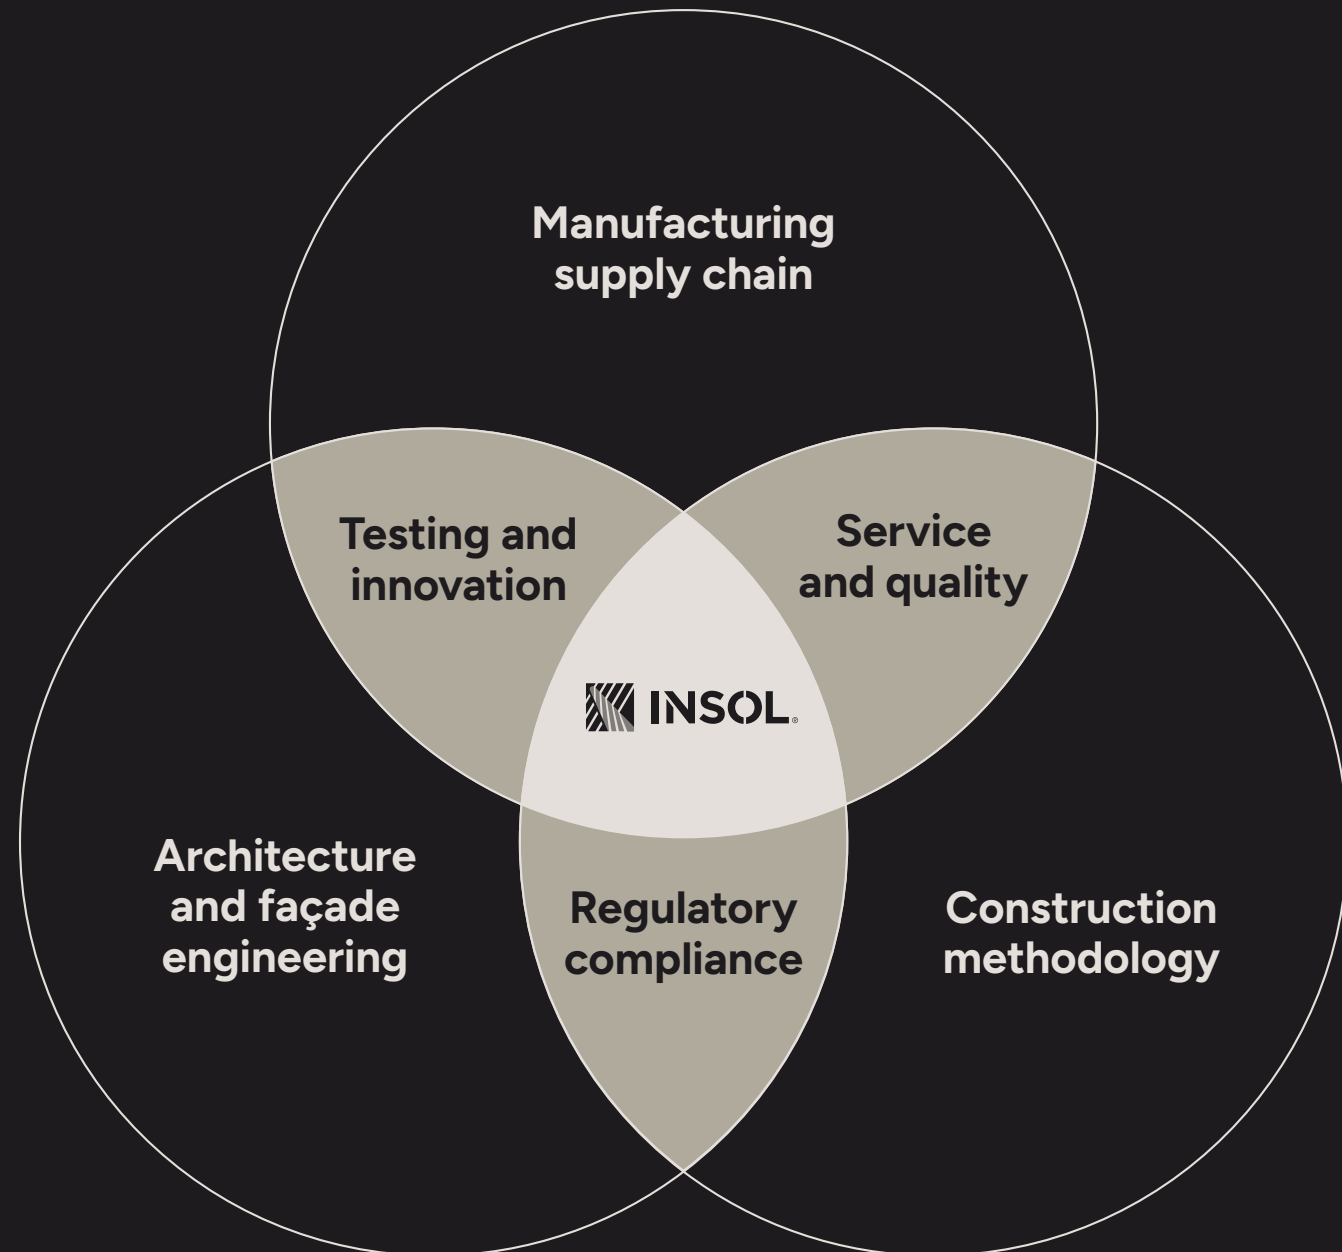 Manufacturing
supply chain
Testing and
innovation
Service
and quality
INSOL®
Architecture
and façade
engineering
Regulatory
compliance
Construction
methodology